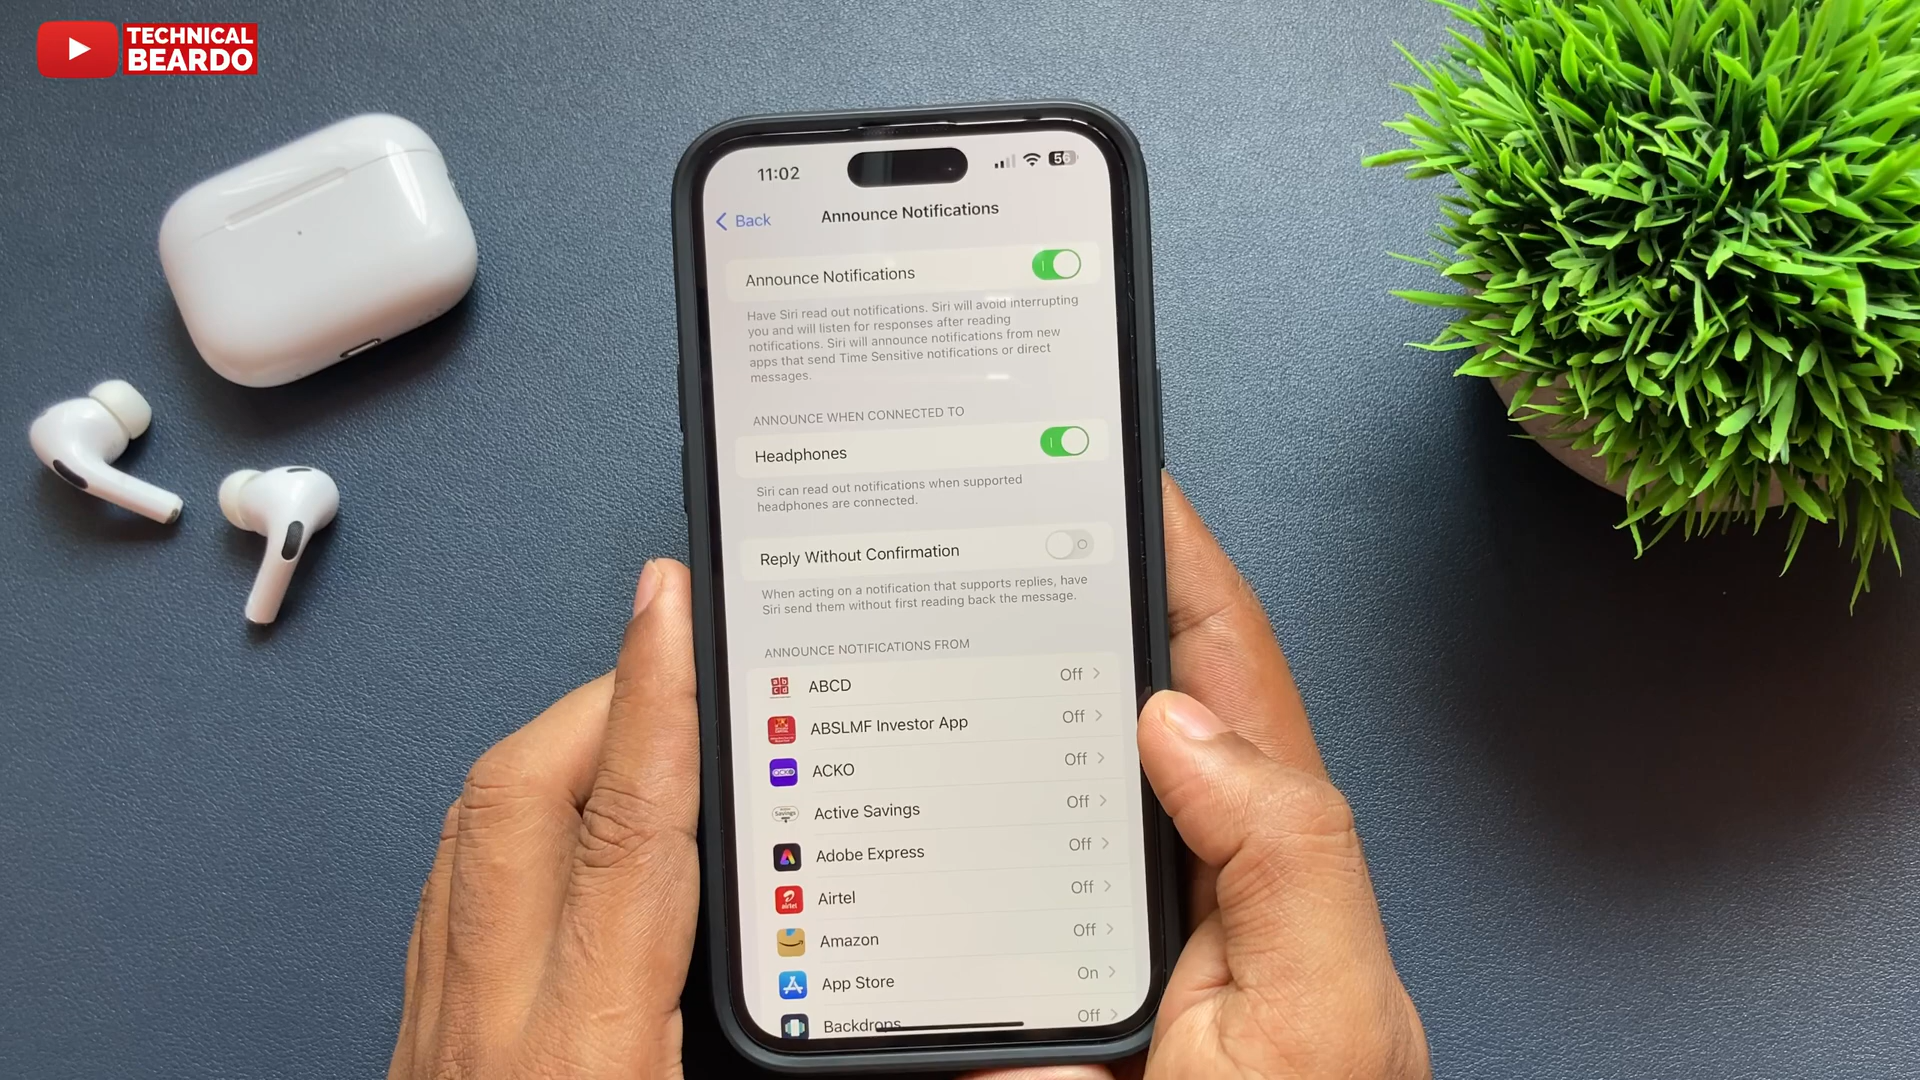 TECHNICAL
BEARDO
11:02
56
Back
Announce Notifications
Announce Notifications
Have Siri read out notifications. Siri will avoid interrupting
you and will listen for responses after reading
notifications. Siri will announce notifications from new
apps that send Time Sensitive notifications or direct
messages.
ANNOUNCE WHEN CONNECTED TO
Headphones
Siri can read out notifications when supported
headphones are connected.
Reply Without Confirmation
When acting on a notification that supports replies, have
Siri send them without first reading back the message.
ANNOUNCE NOTIFICATIONS FROM
ABCD Off
ABSLMF Investor App Off
ACKO Off
Active Savings Off
Adobe Express Off
Airtel Off
Amazon Off
App Store On
Backdrops Off